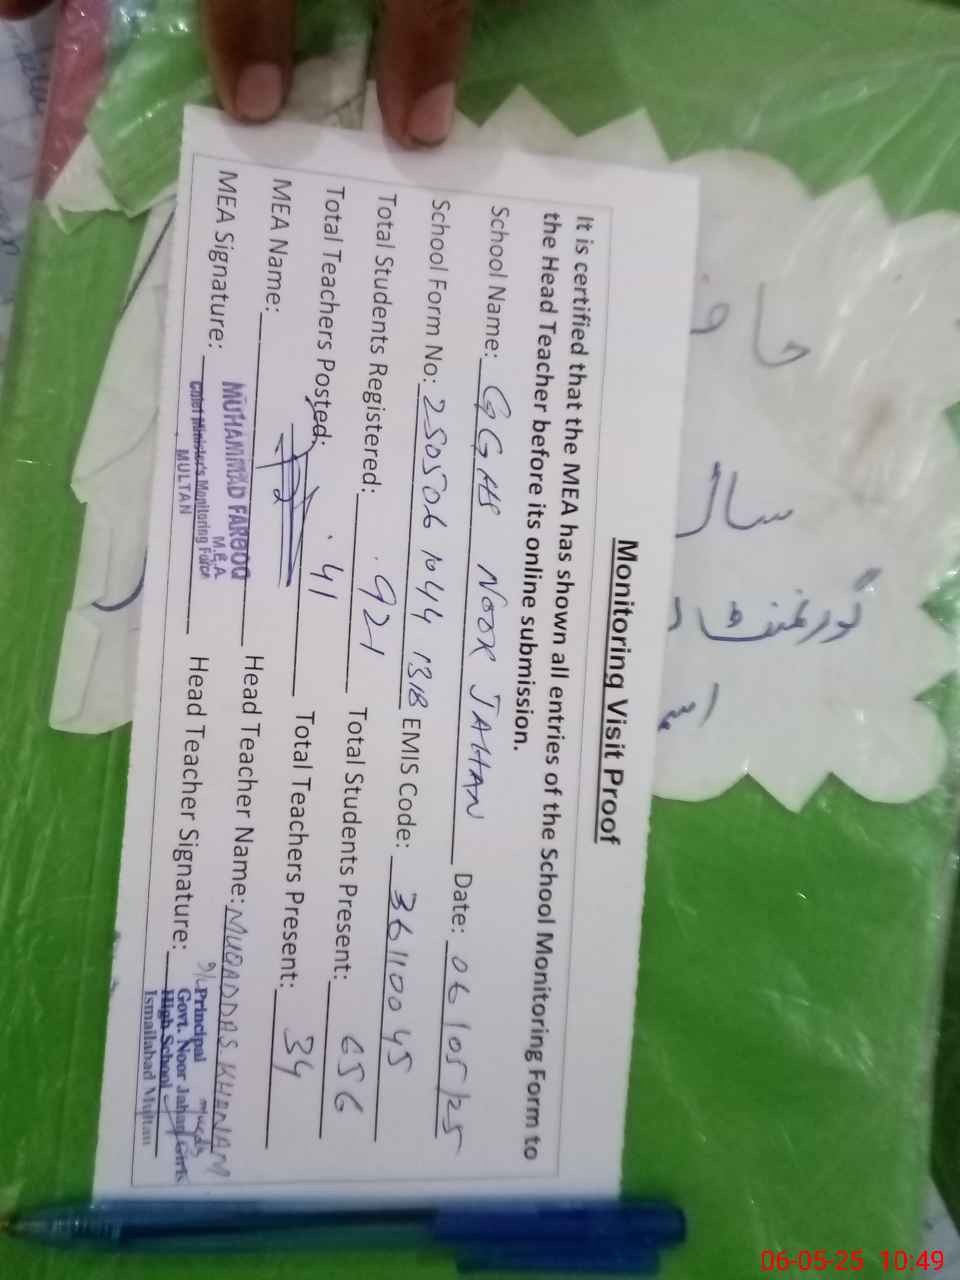 Monitoring Visit Proof
It is certified that the MEA has shown all entries of the School Monitoring Form to
the Head Teacher before its online submission.
School Name: GGHS NOOR JAHAN Date: 06/05/25
School Form No: 250506 1044 1318 EMIS Code: 36110045
Total Students Registered: 921 Total Students Present: 656
Total Teachers Posted: 41 Total Teachers Present: 34
MEA Name: MUHAMMAD FAROOQ Head Teacher Name: MUQADDAS KHANAM
M.E.A
MEA Signature: Chief Minister's Monitoring Force Head Teacher Signature:
MULTAN
Principal
Govt. Noor Jahan Girls
High School
Ismailabad Multan
گورنمنٹ
سال
06-05-25 10:49